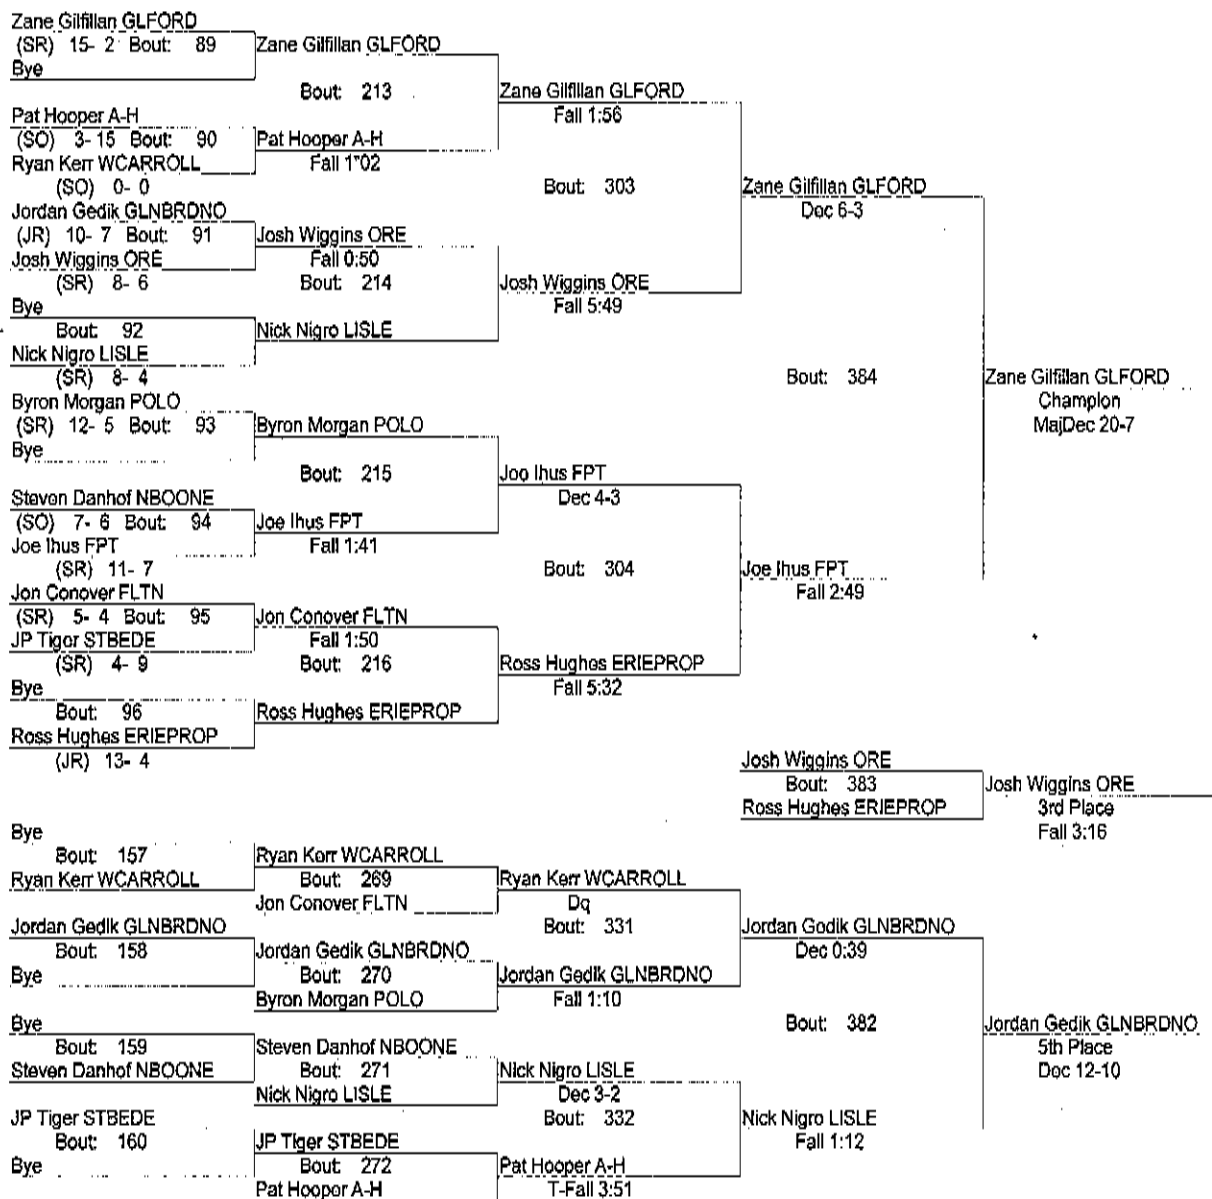 Zane Gilfillan GLFORD
(SR) 15- 2 Bout: 89
Bye
Zane Gilfillan GLFORD
Bout: 213
Pat Hooper A-H
(SO) 3- 15 Bout: 90
Ryan Kerr WCARROLL
(SO) 0- 0
Pat Hooper A-H
Fall 1"02
Zane Gilfillan GLFORD
Fall 1:56
Bout: 303
Jordan Gedik GLNBRDNO
(JR) 10- 7 Bout: 91
Josh Wiggins ORE
(SR) 8- 6
Josh Wiggins ORE
Fall 0:50
Bout: 214
Bye
Bout: 92
Nick Nigro LISLE
(SR) 8- 4
Nick Nigro LISLE
Josh Wiggins ORE
Fall 5:49
Zane Gilfillan GLFORD
Dec 6-3
Bout: 384
Byron Morgan POLO
(SR) 12- 5 Bout: 93
Bye
Byron Morgan POLO
Bout: 215
Steven Danhof NBOONE
(SO) 7- 6 Bout: 94
Joe Ihus FPT
(SR) 11- 7
Joe Ihus FPT
Fall 1:41
Joo Ihus FPT
Dec 4-3
Bout: 304
Jon Conover FLTN
(SR) 5- 4 Bout: 95
JP Tiger STBEDE
(SR) 4- 9
Jon Conover FLTN
Fall 1:50
Bout: 216
Bye
Bout: 96
Ross Hughes ERIEPROP
(JR) 13- 4
Ross Hughes ERIEPROP
Ross Hughes ERIEPROP
Fall 5:32
Joe Ihus FPT
Fall 2:49
Zane Gilfillan GLFORD
Champion
MajDec 20-7
Josh Wiggins ORE
Bout: 383
Ross Hughes ERIEPROP
Josh Wiggins ORE
3rd Place
Fall 3:16
Bye
Bout: 157
Ryan Kerr WCARROLL
Ryan Kerr WCARROLL
Bout: 269
Jon Conover FLTN
Ryan Kerr WCARROLL
Dq
Bout: 331
Jordan Gedik GLNBRDNO
Bout: 158
Bye
Jordan Gedik GLNBRDNO
Bout: 270
Byron Morgan POLO
Jordan Gedik GLNBRDNO
Fall 1:10
Jordan Godik GLNBRDNO
Dec 0:39
Bout: 382
Bye
Bout: 159
Steven Danhof NBOONE
Steven Danhof NBOONE
Bout: 271
Nick Nigro LISLE
Nick Nigro LISLE
Dec 3-2
Bout: 332
JP Tiger STBEDE
Bout: 160
Bye
JP Tiger STBEDE
Bout: 272
Pat Hooper A-H
Pat Hooper A-H
T-Fall 3:51
Nick Nigro LISLE
Fall 1:12
Jordan Gedik GLNBRDNO
5th Place
Dec 12-10